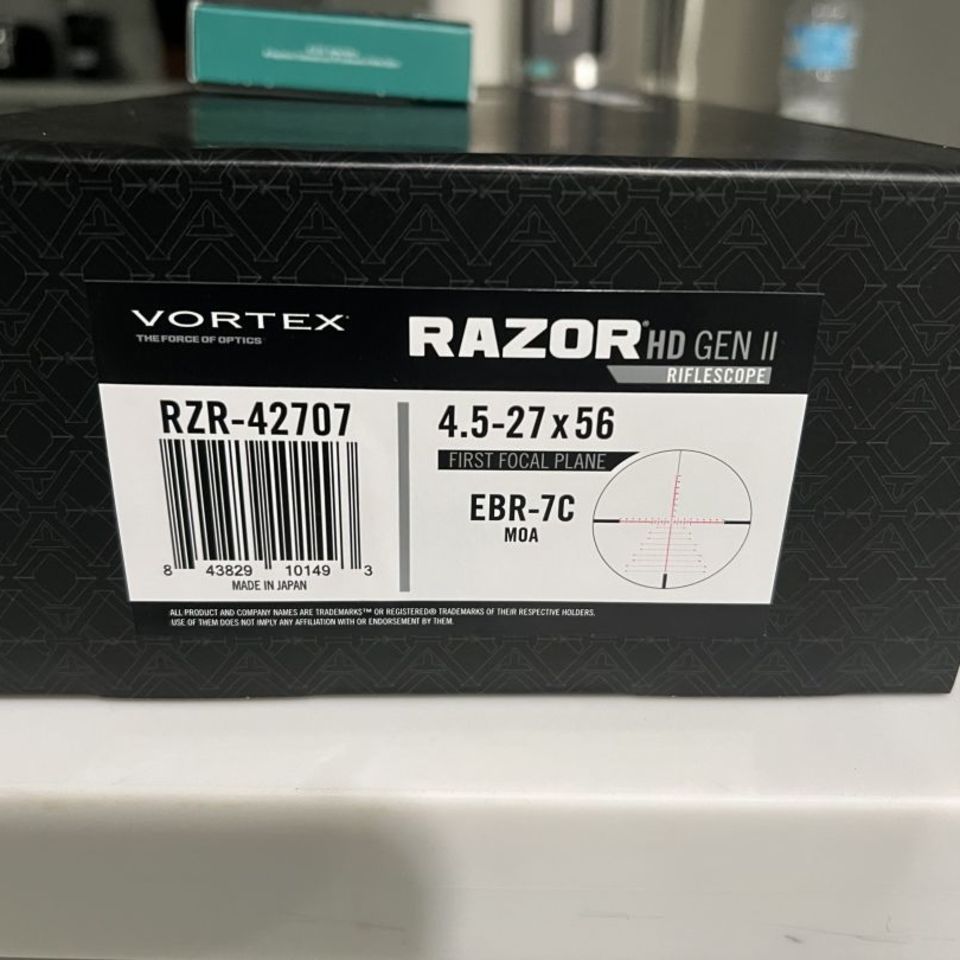 VORTEX
THE FORCE OF OPTICS
RAZOR® HD GEN II
RIFLESCOPE
RZR-42707
8 43829 10149 3
MADE IN JAPAN
4.5-27x56
FIRST FOCAL PLANE
EBR-7C
MOA
ALL PRODUCT AND COMPANY NAMES ARE TRADEMARKS™ OR REGISTERED® TRADEMARKS OF THEIR RESPECTIVE HOLDERS.
USE OF THEM DOES NOT IMPLY ANY AFFILIATION WITH OR ENDORSEMENT BY THEM.